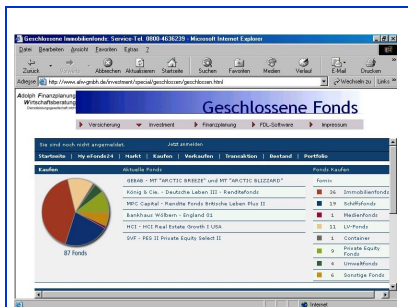 Geschlossene Immobilienfonds: Service-Tel. 0800-4636239 - Microsoft Internet Explorer
Datei Bearbeiten Ansicht Favoriten Extras ?
Zurück Vorwärts Abbrechen Aktualisieren Startseite Suchen Favoriten Medien Verlauf E-Mail Drucken
Adresse http://www.afw-gmbh.de/investment/special/geschlossen/geschlossen.html Wechseln zu Links
Adolph Finanzplanung
Wirtschaftsberatung
Geschlossene Fonds
Versicherung Investment Finanzplanung FDL-Software Impressum
Sie sind noch nicht angemeldet. Jetzt anmelden
Startseite | My eFonds24 | Markt | Kaufen | Verkaufen | Transaktion | Bestand | Portfolio
Kaufen Aktuelle Fonds Fonds Kaufen
GEBAB - MT "ARCTIC BREEZE" und MT "ARCTIC BLIZZARD"
König & Cie. - Deutsche Leben III - Renditefonds 36 Immobilienfonds
MPC Capital - Rendite Fonds Britische Leben Plus II 19 Schiffsfonds
Bankhaus Wölbern - England 01 1 Medienfonds
HCI - HCI Real Estate Growth I USA 11 LV-Fonds
SVF - PES II Private Equity Select II 1 Container
9 Private Equity Fonds
4 Umweltfonds
6 Sonstige Fonds
87 Fonds
Internet